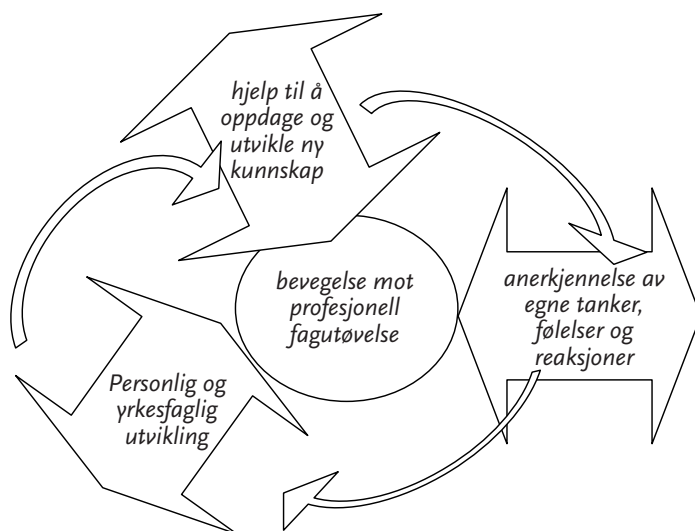 hjelp til å
oppdage og
utvikle ny
kunnskap
bevegelse mot
profesjonell
fagutøvelse
anerkjennelse av
egne tanker,
følelser og
reaksjoner
Personlig og
yrkesfaglig
utvikling